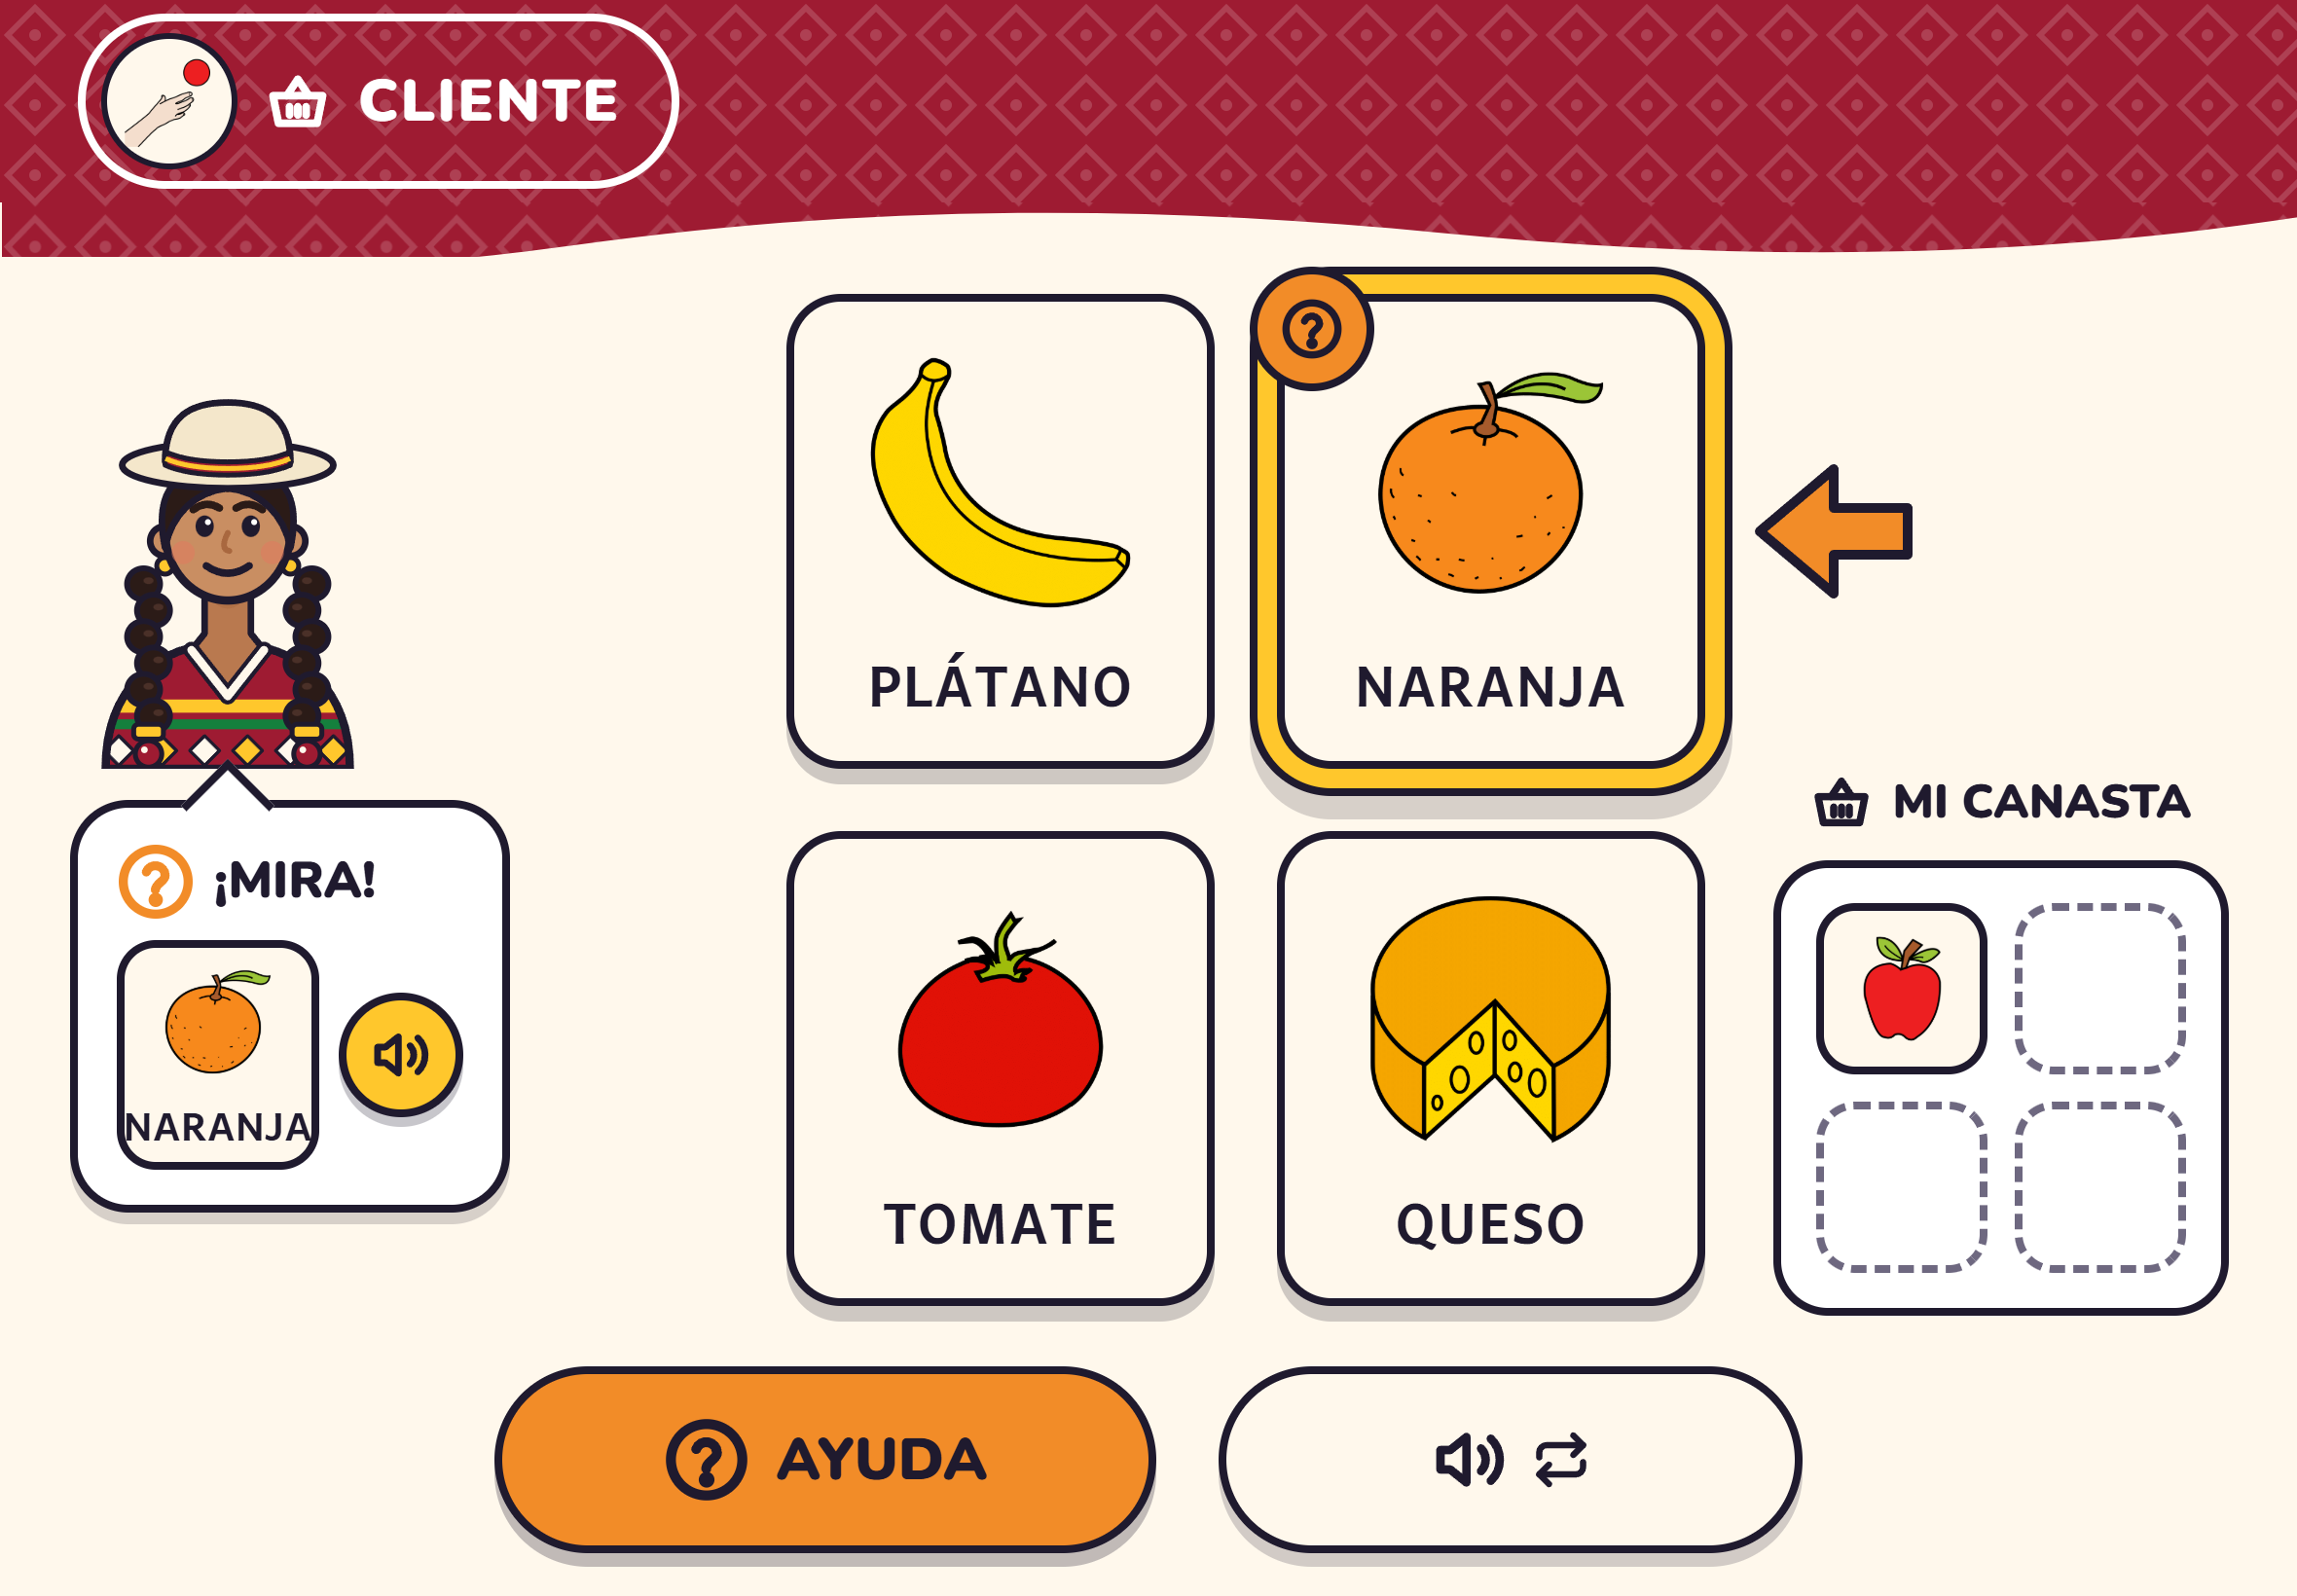 CLIENTE
PLÁTANO
NARANJA
¡MIRA!
NARANJA
TOMATE
QUESO
MI CANASTA
AYUDA